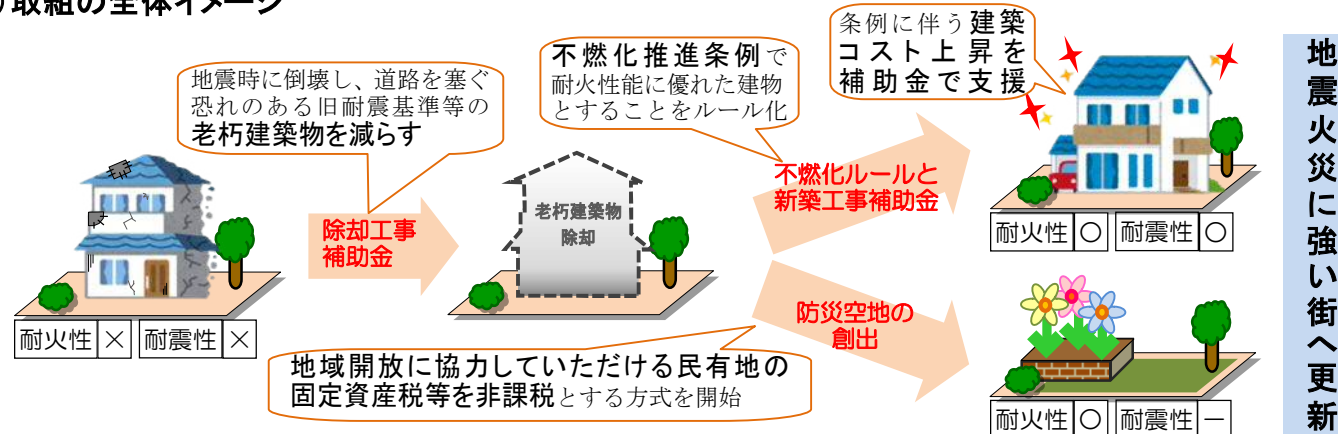 取組の全体イメージ
地震時に倒壊し、道路を塞ぐ
恐れのある旧耐震基準等の
老朽建築物を減らす
不燃化推進条例で
耐火性能に優れた建物
とすることをルール化
条例に伴う建築
コスト上昇を
補助金で支援
除却工事
補助金
老朽建築物
除却
不燃化ルールと
新築工事補助金
防災空地の
創出
耐火性 × 耐震性 ×
耐火性 ○ 耐震性 ○
地域開放に協力していただける民有地の
固定資産税等を非課税とする方式を開始
耐火性 ○ 耐震性 －
地震火災に強い街へ更新